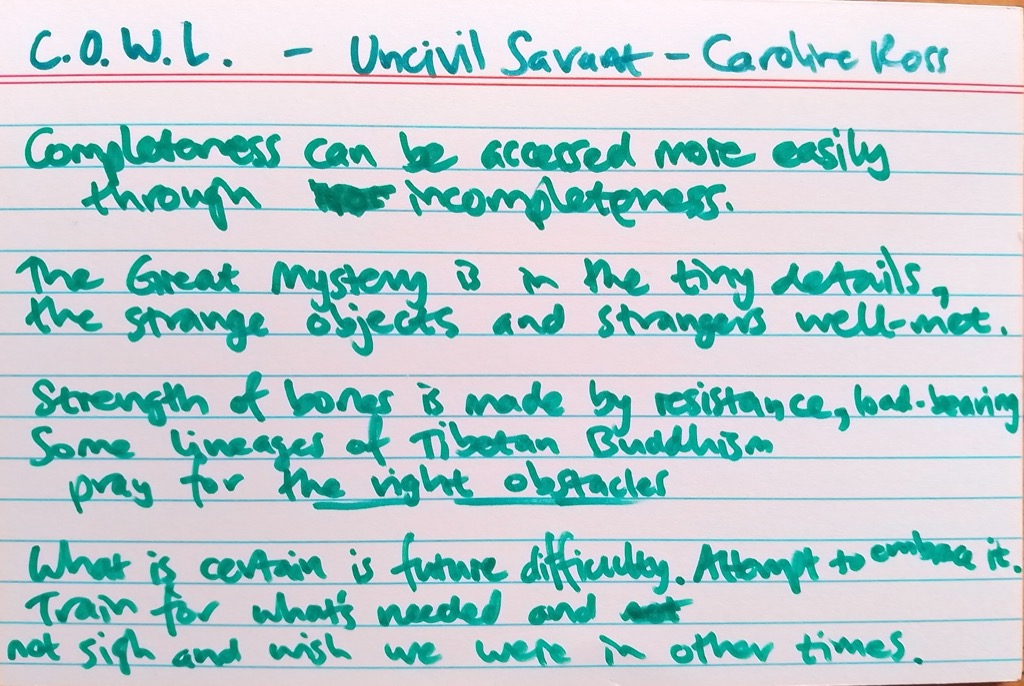 C.O.W.L. - Uncivil Savant - Caroline Ross
Completeness can be accessed more easily
through incompleteness.
The Great Mystery is in the tiny details,
the strange objects and strangers well-met.
Strength of bones is made by resistance, load-bearing
Some lineages of Tibetan Buddhism
pray for the right obstacles
What is certain is future difficulty. Attempt to embrace it.
Train for what's needed and
not sigh and wish we were in other times.